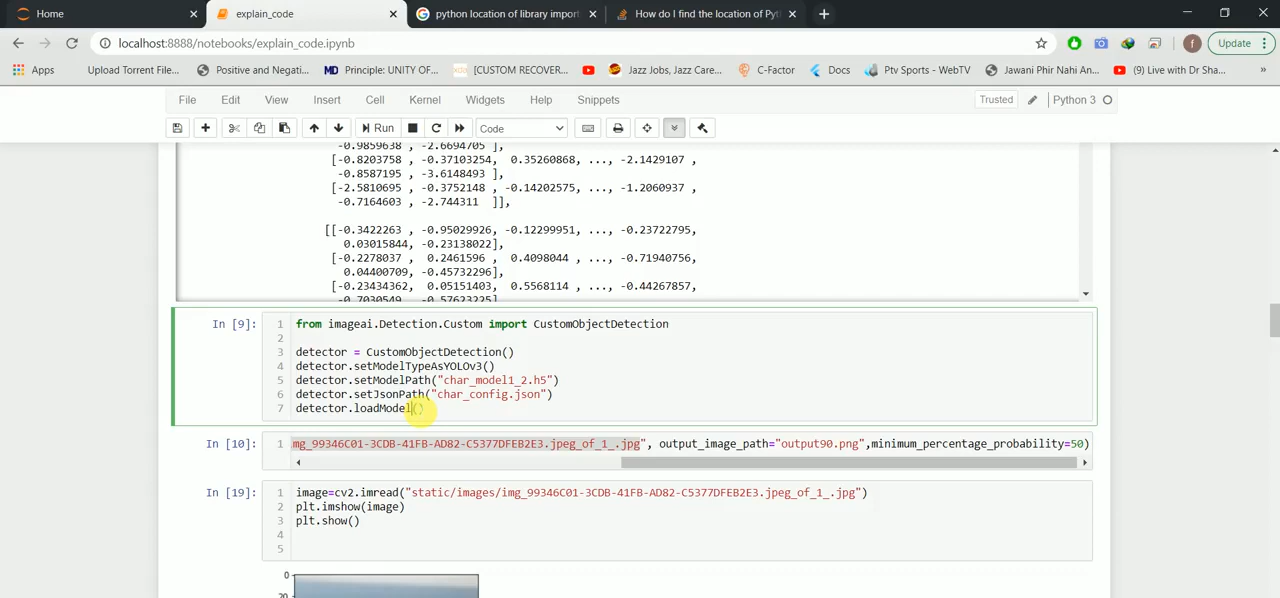 Home
explain_code
python location of library import
How do I find the location of Pyt
localhost:8888/notebooks/explain_code.ipynb
f
Update
Apps
Upload Torrent File...
Positive and Negati...
MD Principle: UNITY OF...
[CUSTOM RECOVER...
Jazz Jobs, Jazz Care...
C-Factor
Docs
Ptv Sports - WebTV
Jawani Phir Nahi An...
(9) Live with Dr Sha...
»
File Edit View Insert Cell Kernel Widgets Help Snippets
Trusted
Python 3
Run
Code
-0.9859638 , -2.6694705 ],
[-0.8203758 , -0.37103254, 0.35260868, ..., -2.1429107 ,
-0.8587195 , -3.6148493 ],
[-2.5810695 , -0.3752148 , -0.14202575, ..., -1.2060937 ,
-0.7164603 , -2.744311 ]],
[[-0.3422263 , -0.95029926, -0.12299951, ..., -0.23722795,
0.03015844, -0.23138022],
[-0.2278037 , 0.2461596 , 0.4098044 , ..., -0.71940756,
0.04400709, -0.45732296],
[-0.23434362, 0.05151403, 0.5568114 , ..., -0.44267857,
-0.7030549 , -0.57623225]
In [9]:
1 from imageai.Detection.Custom import CustomObjectDetection
2
3 detector = CustomObjectDetection()
4 detector.setModelTypeAsYOLOv3()
5 detector.setModelPath("char_model1_2.h5")
6 detector.setJsonPath("char_config.json")
7 detector.loadModel()
In [10]:
1 mg_99346C01-3CDB-41FB-AD82-C5377DFEB2E3.jpeg_of_1_.jpg", output_image_path="output90.png",minimum_percentage_probability=50)
In [19]:
1 image=cv2.imread("static/images/img_99346C01-3CDB-41FB-AD82-C5377DFEB2E3.jpeg_of_1_.jpg")
2 plt.imshow(image)
3 plt.show()
4
5
0
20